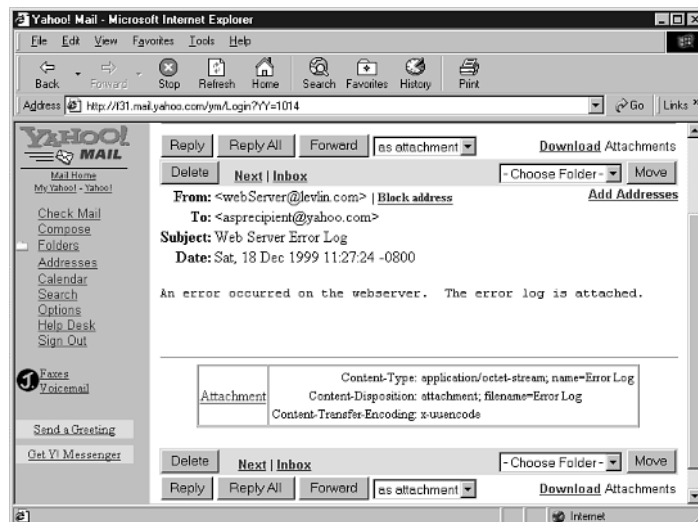 Yahoo! Mail - Microsoft Internet Explorer
File Edit View Favorites Tools Help
Back Forward Stop Refresh Home Search Favorites History Print
Address http://f31.mail.yahoo.com/ym/Login?YY=1014 Go Links »
YAHOO! MAIL
Mail Home
My Yahoo! - Yahoo!
Check Mail
Compose
Folders
Addresses
Calendar
Search
Options
Help Desk
Sign Out
J Faxes
Voicemail
Send a Greeting
Get Y! Messenger
Reply Reply All Forward as attachment Download Attachments
Delete Next | Inbox - Choose Folder - Move
From: <webServer@levlin.com> | Block address Add Addresses
To: <asprecipient@yahoo.com>
Subject: Web Server Error Log
Date: Sat, 18 Dec 1999 11:27:24 -0800
An error occurred on the webserver. The error log is attached.
Attachment
Content-Type: application/octet-stream; name=Error Log
Content-Disposition: attachment; filename=Error Log
Content-Transfer-Encoding: x-uuencode
Delete Next | Inbox - Choose Folder - Move
Reply Reply All Forward as attachment Download Attachments
Internet